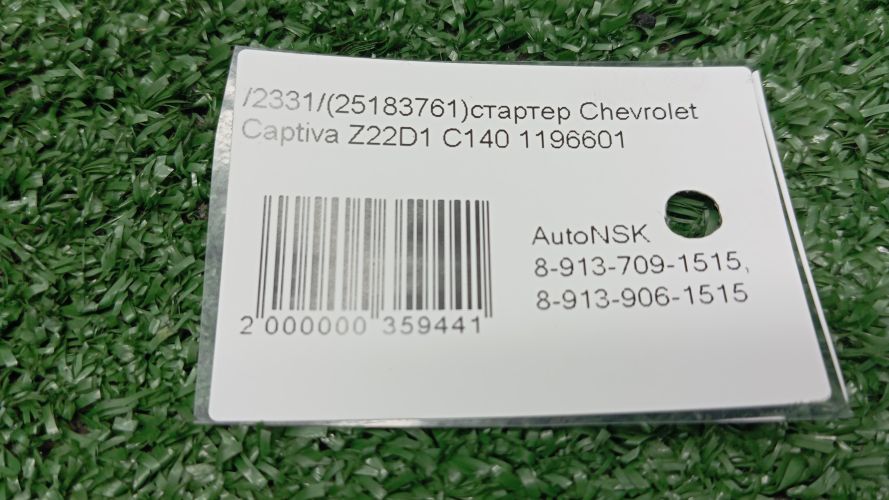 /2331/(25183761)стартер Chevrolet
Captiva Z22D1 C140 1196601
AutoNSK
8-913-709-1515,
8-913-906-1515
2 000000 359441